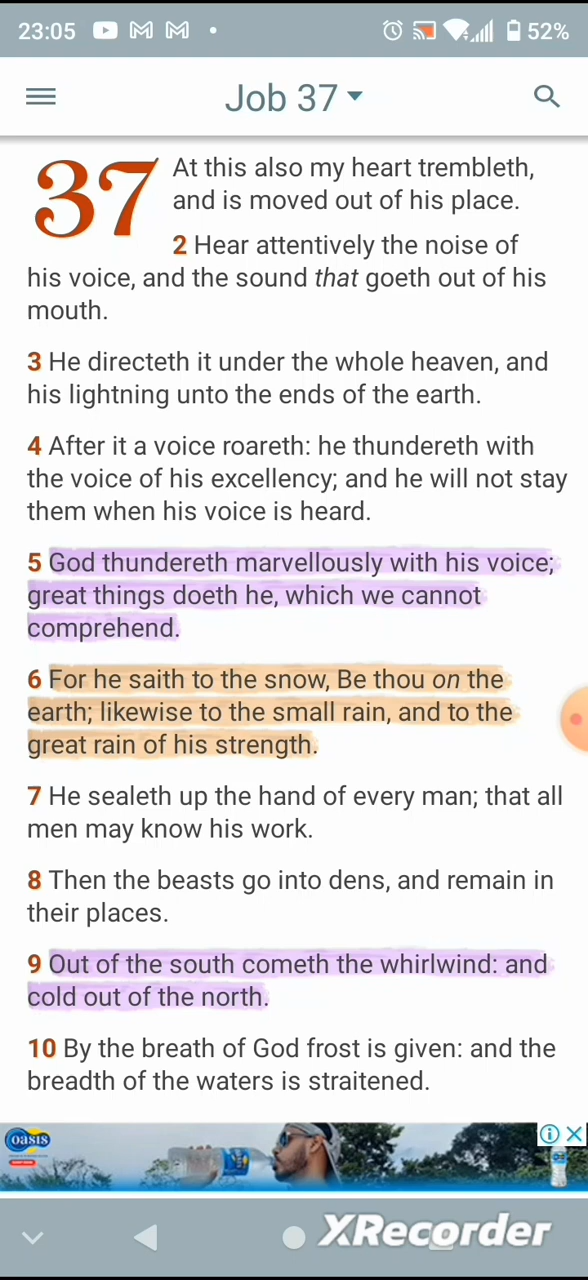 23:05
52%
Job 37
37 At this also my heart trembleth,
and is moved out of his place.
2 Hear attentively the noise of
his voice, and the sound that goeth out of his
mouth.
3 He directeth it under the whole heaven, and
his lightning unto the ends of the earth.
4 After it a voice roareth: he thundereth with
the voice of his excellency; and he will not stay
them when his voice is heard.
5 God thundereth marvellously with his voice;
great things doeth he, which we cannot
comprehend.
6 For he saith to the snow, Be thou on the
earth; likewise to the small rain, and to the
great rain of his strength.
7 He sealeth up the hand of every man; that all
men may know his work.
8 Then the beasts go into dens, and remain in
their places.
9 Out of the south cometh the whirlwind: and
cold out of the north.
10 By the breath of God frost is given: and the
breadth of the waters is straitened.
oasis
XRecorder